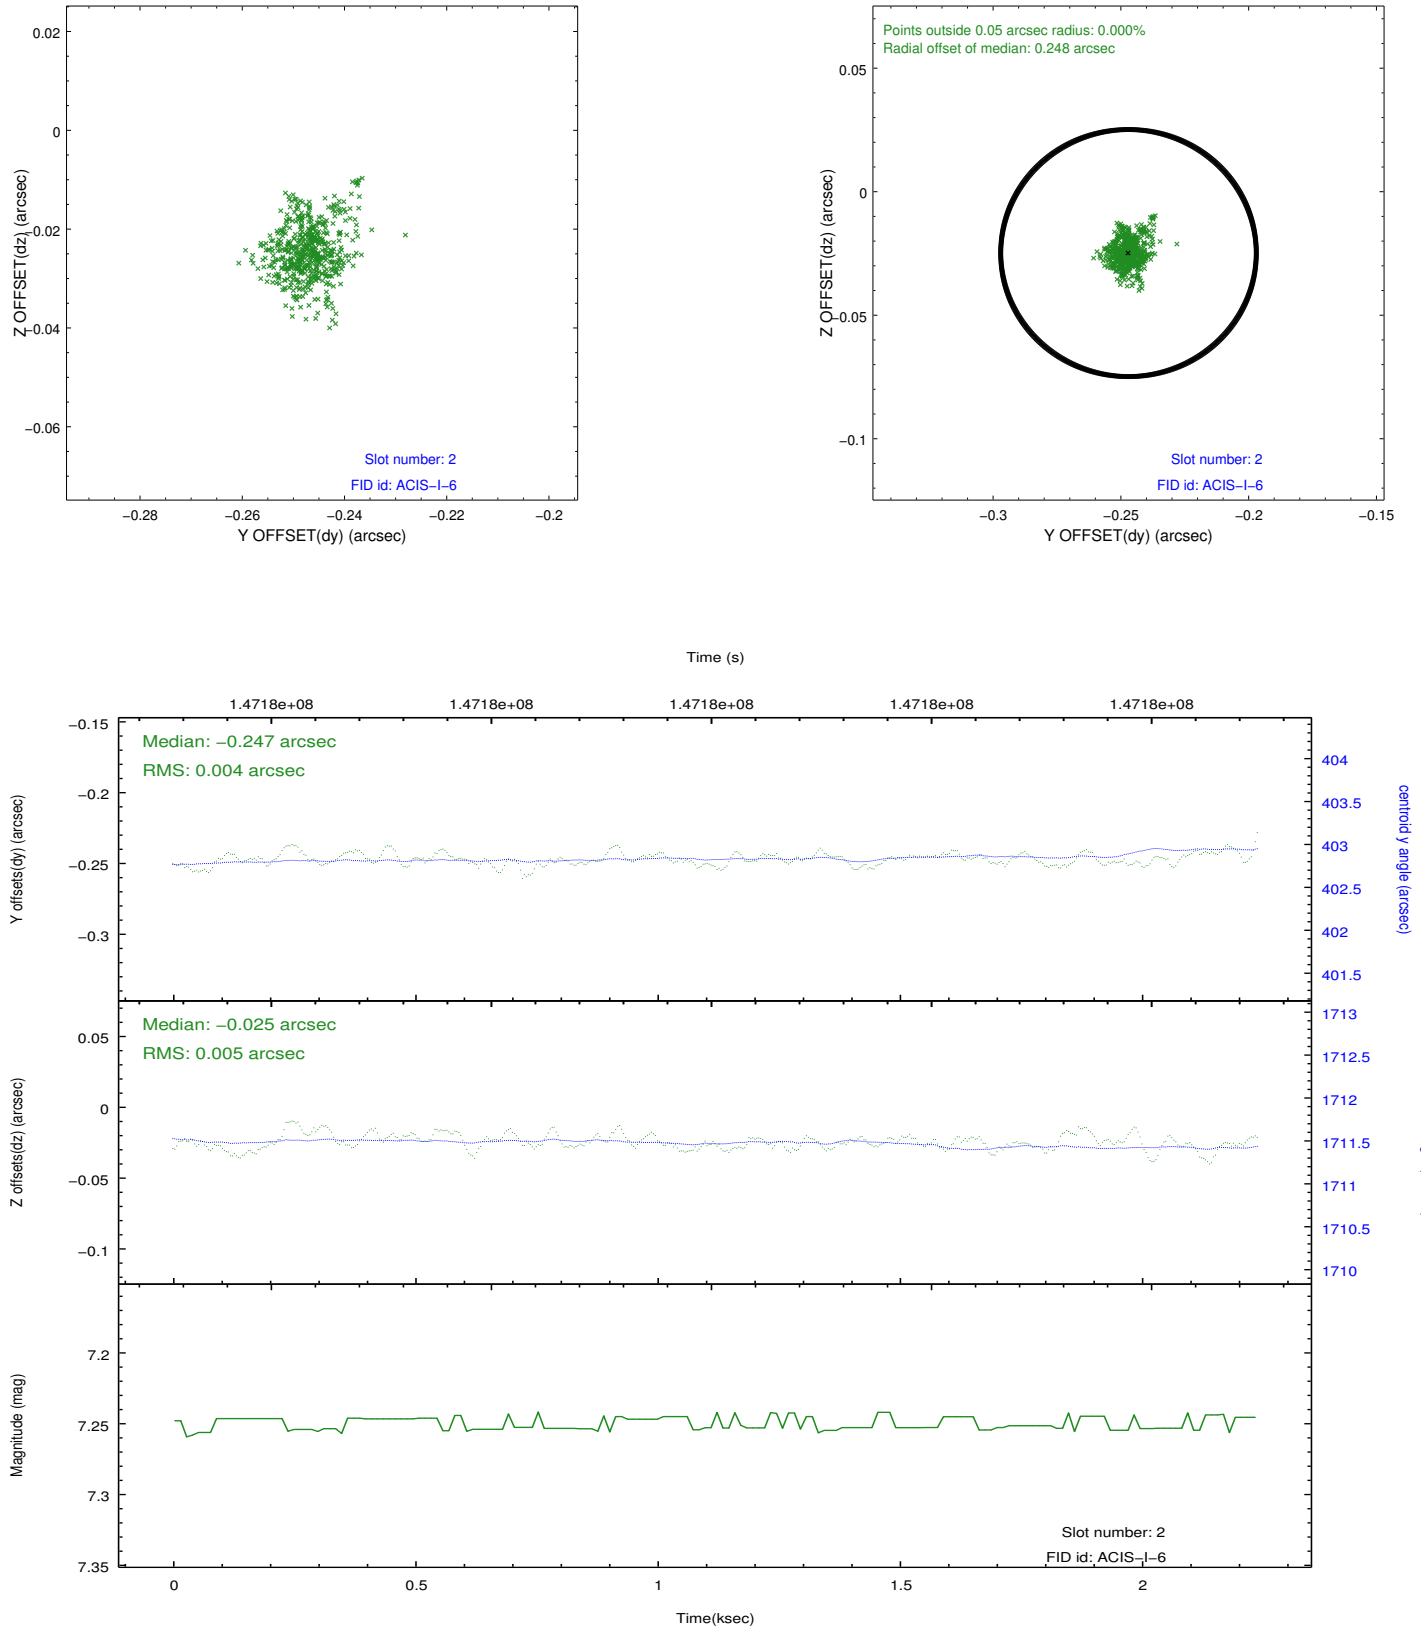 0.02
0
−0.02
−0.04
−0.06
Z OFFSET(dz) (arcsec)
Slot number: 2
FID id: ACIS−I−6
−0.28
−0.26
−0.24
−0.22
−0.2
Y OFFSET(dy) (arcsec)
Points outside 0.05 arcsec radius: 0.000%
Radial offset of median: 0.248 arcsec
0.05
0
−0.05
−0.1
Z OFFSET(dz) (arcsec)
Slot number: 2
FID id: ACIS−I−6
−0.3
−0.25
−0.2
−0.15
Y OFFSET(dy) (arcsec)
Time (s)
1.4718e+08
1.4718e+08
1.4718e+08
1.4718e+08
1.4718e+08
Median: −0.247 arcsec
RMS: 0.004 arcsec
−0.15
−0.2
−0.25
−0.3
Y offsets(dy) (arcsec)
404
403.5
403
402.5
402
401.5
centroid y angle (arcsec)
Median: −0.025 arcsec
RMS: 0.005 arcsec
0.05
0
−0.05
−0.1
Z offsets(dz) (arcsec)
1713
1712.5
1712
1711.5
1711
1710.5
1710
7.2
7.25
7.3
7.35
Magnitude (mag)
Slot number: 2
FID id: ACIS−I−6
0
0.5
1
1.5
2
Time(ksec)